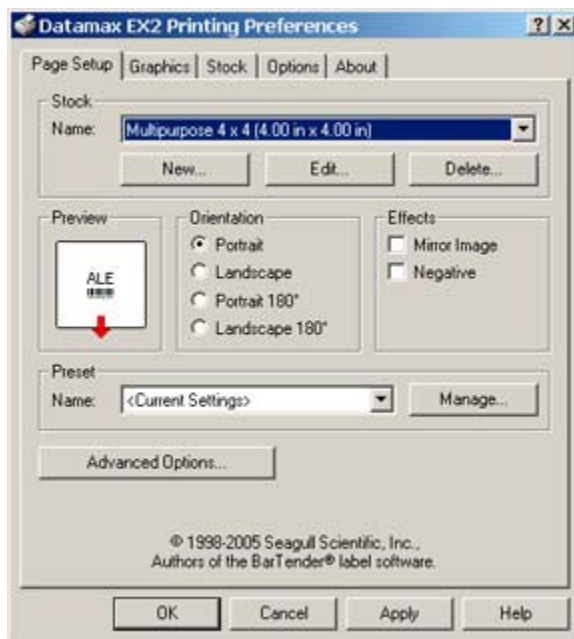 Datamax EX2 Printing Preferences
Page Setup Graphics Stock Options About
Stock
Name: Multipurpose 4 x 4 (4.00 in x 4.00 in)
New... Edit... Delete...
Preview Orientation Effects
ALE
Portrait Mirror Image
Landscape Negative
Portrait 180°
Landscape 180°
Preset
Name: <Current Settings> Manage...
Advanced Options...
© 1998-2005 Seagull Scientific, Inc.,
Authors of the BarTender® label software.
OK Cancel Apply Help